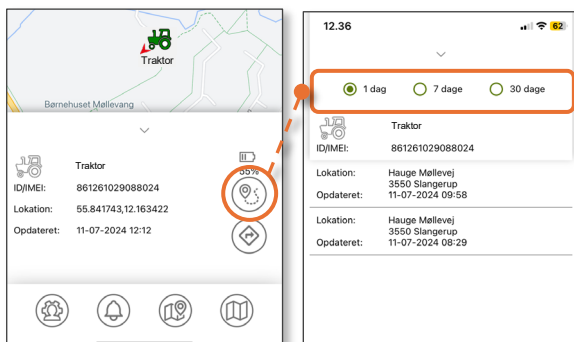 Traktor
Børnehuset Møllevang
Traktor
55%
ID/IMEI: 861261029088024
Lokation: 55.841743,12.163422
Opdateret: 11-07-2024 12:12
12.36 62
1 dag 7 dage 30 dage
Traktor
ID/IMEI: 861261029088024
Lokation: Hauge Møllevej
3550 Slangerup
Opdateret: 11-07-2024 09:58
Lokation: Hauge Møllevej
3550 Slangerup
Opdateret: 11-07-2024 08:29